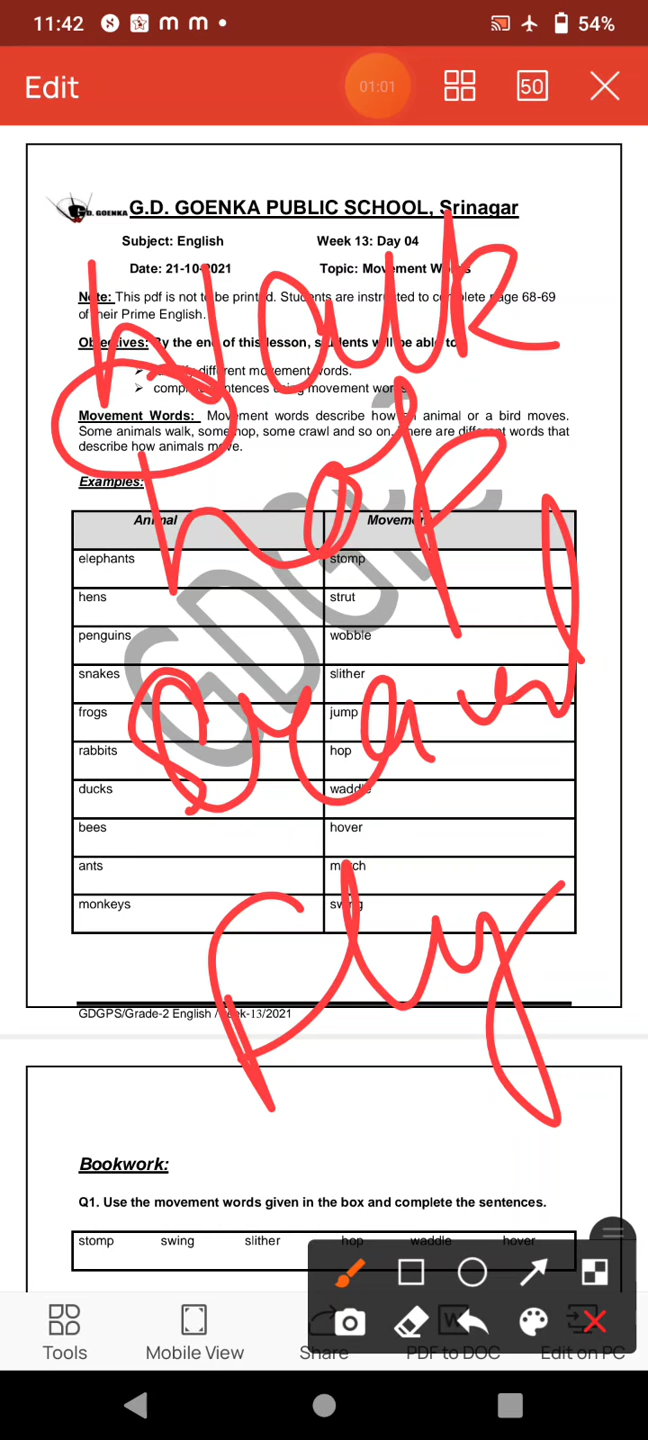 11:42 54%
Edit 01:01 50
D. GOENKA G.D. GOENKA PUBLIC SCHOOL, Srinagar
Subject: English Week 13: Day 04
Date: 21-10-2021 Topic: Movement Words
Note: This pdf is not to be printed. Students are instructed to complete page 68-69
of their Prime English.
Objectives: By the end of this lesson, students will be able to
different movement words.
complete sentences using movement words
Movement Words: Movement words describe how an animal or a bird moves.
Some animals walk, some hop, some crawl and so on. There are different words that
describe how animals move.
Examples:
Animal Movement
elephants stomp
hens strut
penguins wobble
snakes slither
frogs jump
rabbits hop
ducks waddle
bees hover
ants march
monkeys swing
GDGPS
Walk
hop
crawl
fly
GDGPS/Grade-2 English /Week-13/2021
Bookwork:
Q1. Use the movement words given in the box and complete the sentences.
stomp swing slither hop waddle hover
Tools Mobile View Share PDF to DOC Edit on PC